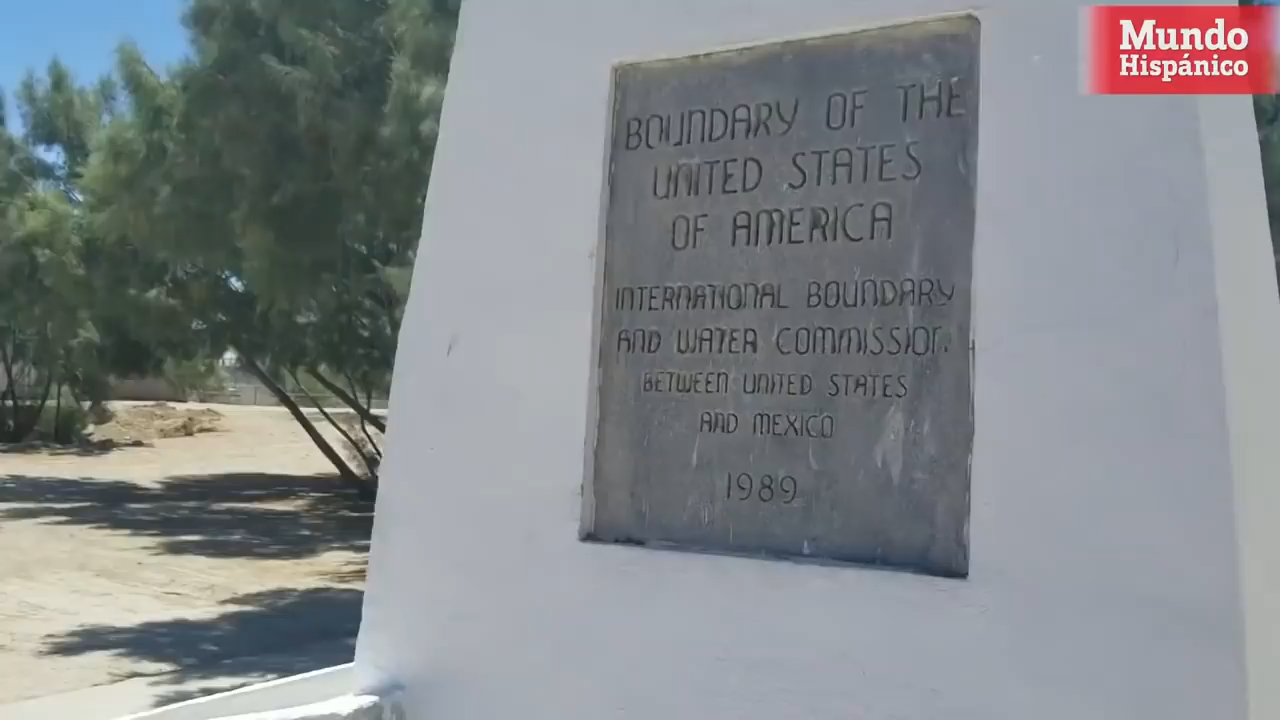 Mundo
Hispánico
BOUNDARY OF THE
UNITED STATES
OF AMERICA
INTERNATIONAL BOUNDARY
AND WATER COMMISSION.
BETWEEN UNITED STATES
AND MEXICO
1989